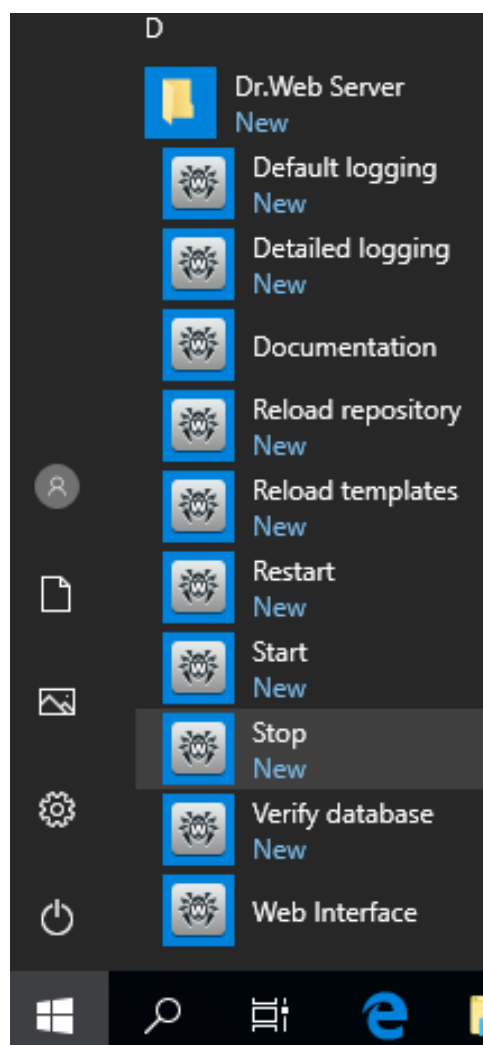 D
Dr.Web Server
New
Default logging
New
Detailed logging
New
Documentation
Reload repository
New
Reload templates
New
Restart
New
Start
New
Stop
New
Verify database
New
Web Interface